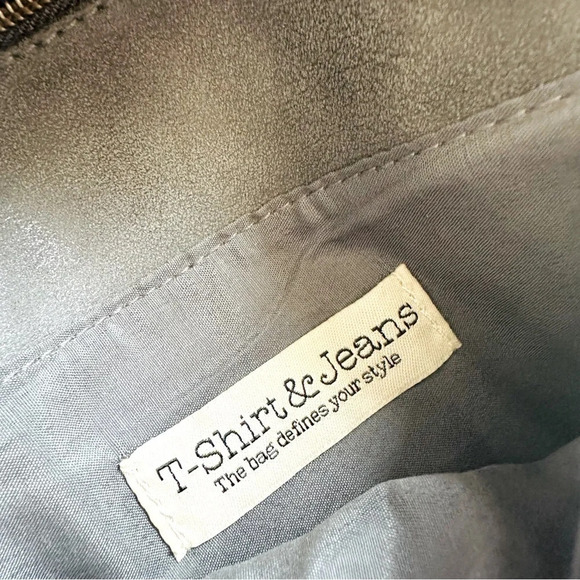 T-Shirt & Jeans
The bag defines your style